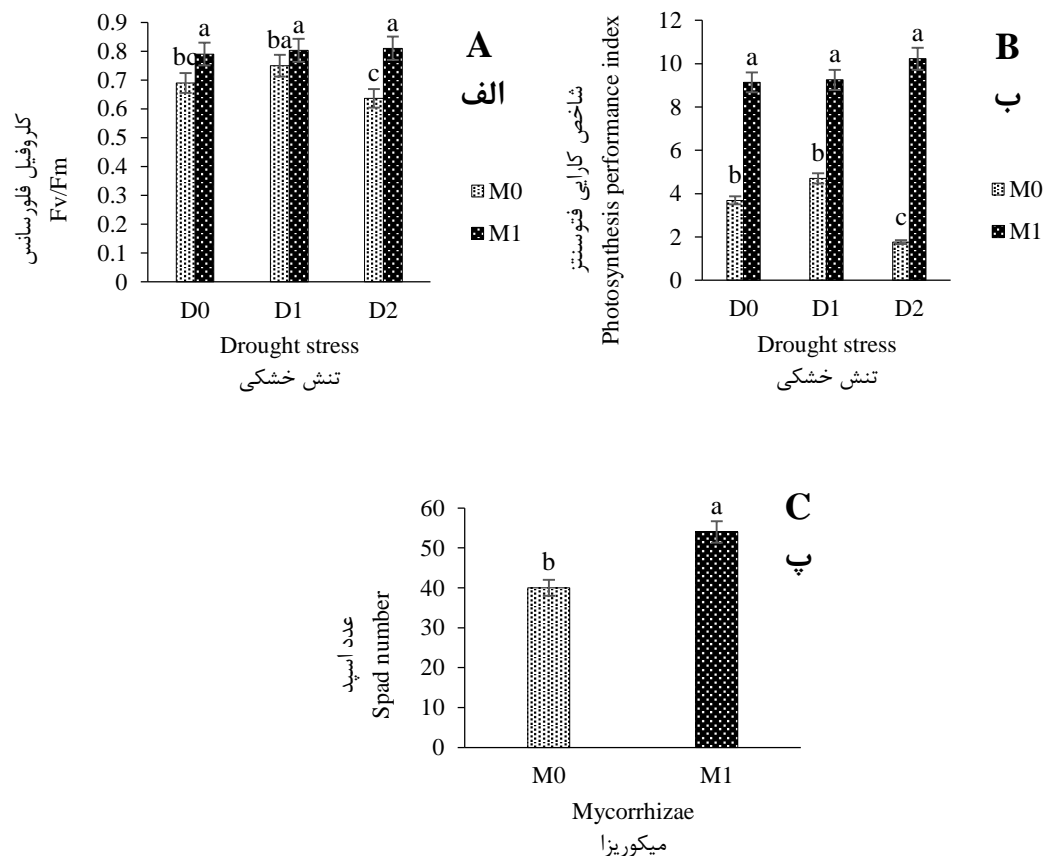 کلروفیل فلورسانس
Fv/Fm
0.9
0.8
0.7
0.6
0.5
0.4
0.3
0.2
0.1
0
bc
a
ba
a
c
a
D0 D1 D2
Drought stress
تنش خشکی
A
الف
M0
M1
شاخص کارایی فتوسنتز
Photosynthesis performance index
12
10
8
6
4
2
0
b
a
b
a
c
a
D0 D1 D2
Drought stress
تنش خشکی
B
ب
M0
M1
عدد اسپد
Spad number
60
50
40
30
20
10
0
b
a
M0 M1
Mycorrhizae
میکوریزا
C
پ